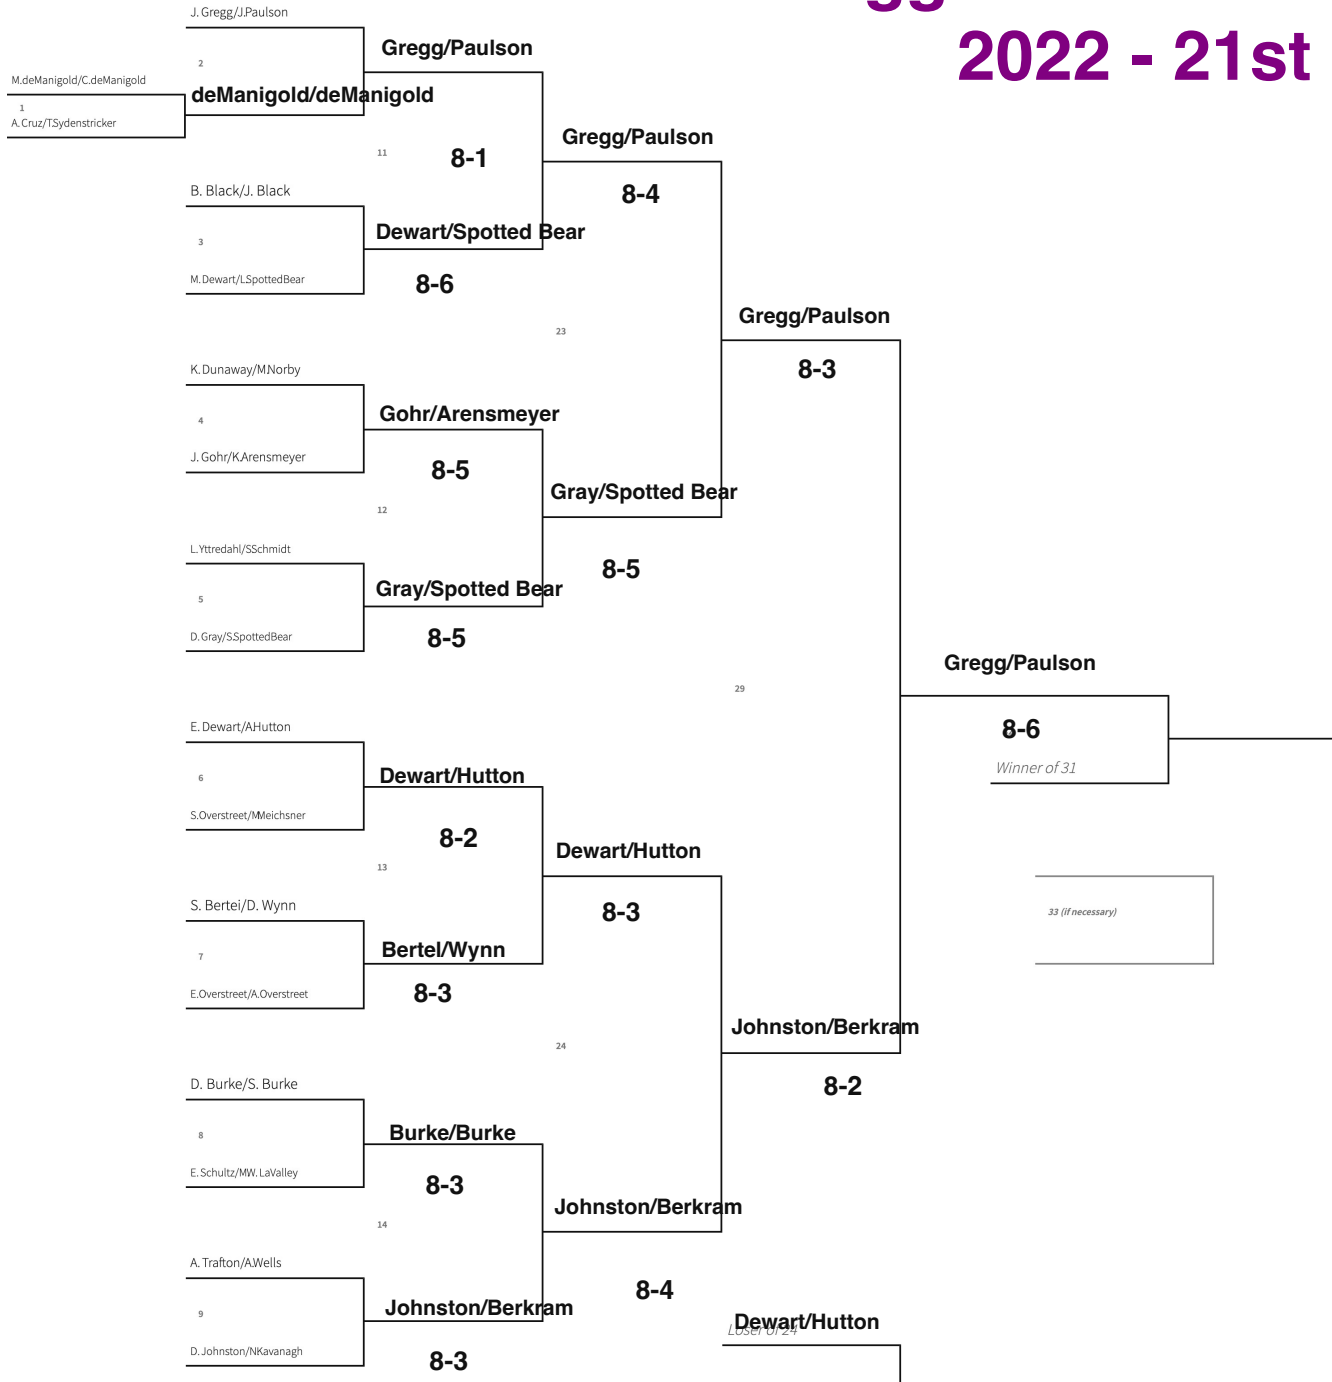 2022 - 21st
J. Gregg/J.Paulson
2
Gregg/Paulson
M.deManigold/C.deManigold
1
A. Cruz/T.Sydenstricker
deManigold/deManigold
11
8-1
Gregg/Paulson
8-4
B. Black/J. Black
3
M.Dewart/L.SpottedBear
Dewart/Spotted Bear
8-6
23
Gregg/Paulson
8-3
K. Dunaway/M.Norby
4
J. Gohr/K.Arensmeyer
Gohr/Arensmeyer
8-5
12
Gray/Spotted Bear
8-5
L. Yttredahl/S.Schmidt
5
D. Gray/S.SpottedBear
Gray/Spotted Bear
8-5
29
Gregg/Paulson
8-6
Winner of 31
E. Dewart/A.Hutton
6
S.Overstreet/M.Meichsner
Dewart/Hutton
8-2
13
Dewart/Hutton
8-3
33 (if necessary)
S. Bertei/D. Wynn
7
E.Overstreet/A.Overstreet
Bertel/Wynn
8-3
24
Johnston/Berkram
8-2
D. Burke/S. Burke
8
E. Schultz/MW. LaValley
Burke/Burke
8-3
14
Johnston/Berkram
8-4
A. Trafton/A.Wells
9
D. Johnston/N.Kavanagh
Johnston/Berkram
8-3
Dewart/Hutton
Loser of 24